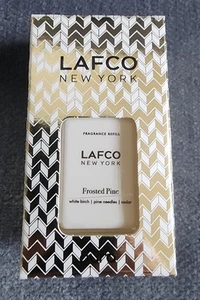 LAFCO
NEW YORK
FRAGRANCE REFILL
LAFCO
NEW YORK
Frosted Pine
white birch | pine needles | cedar